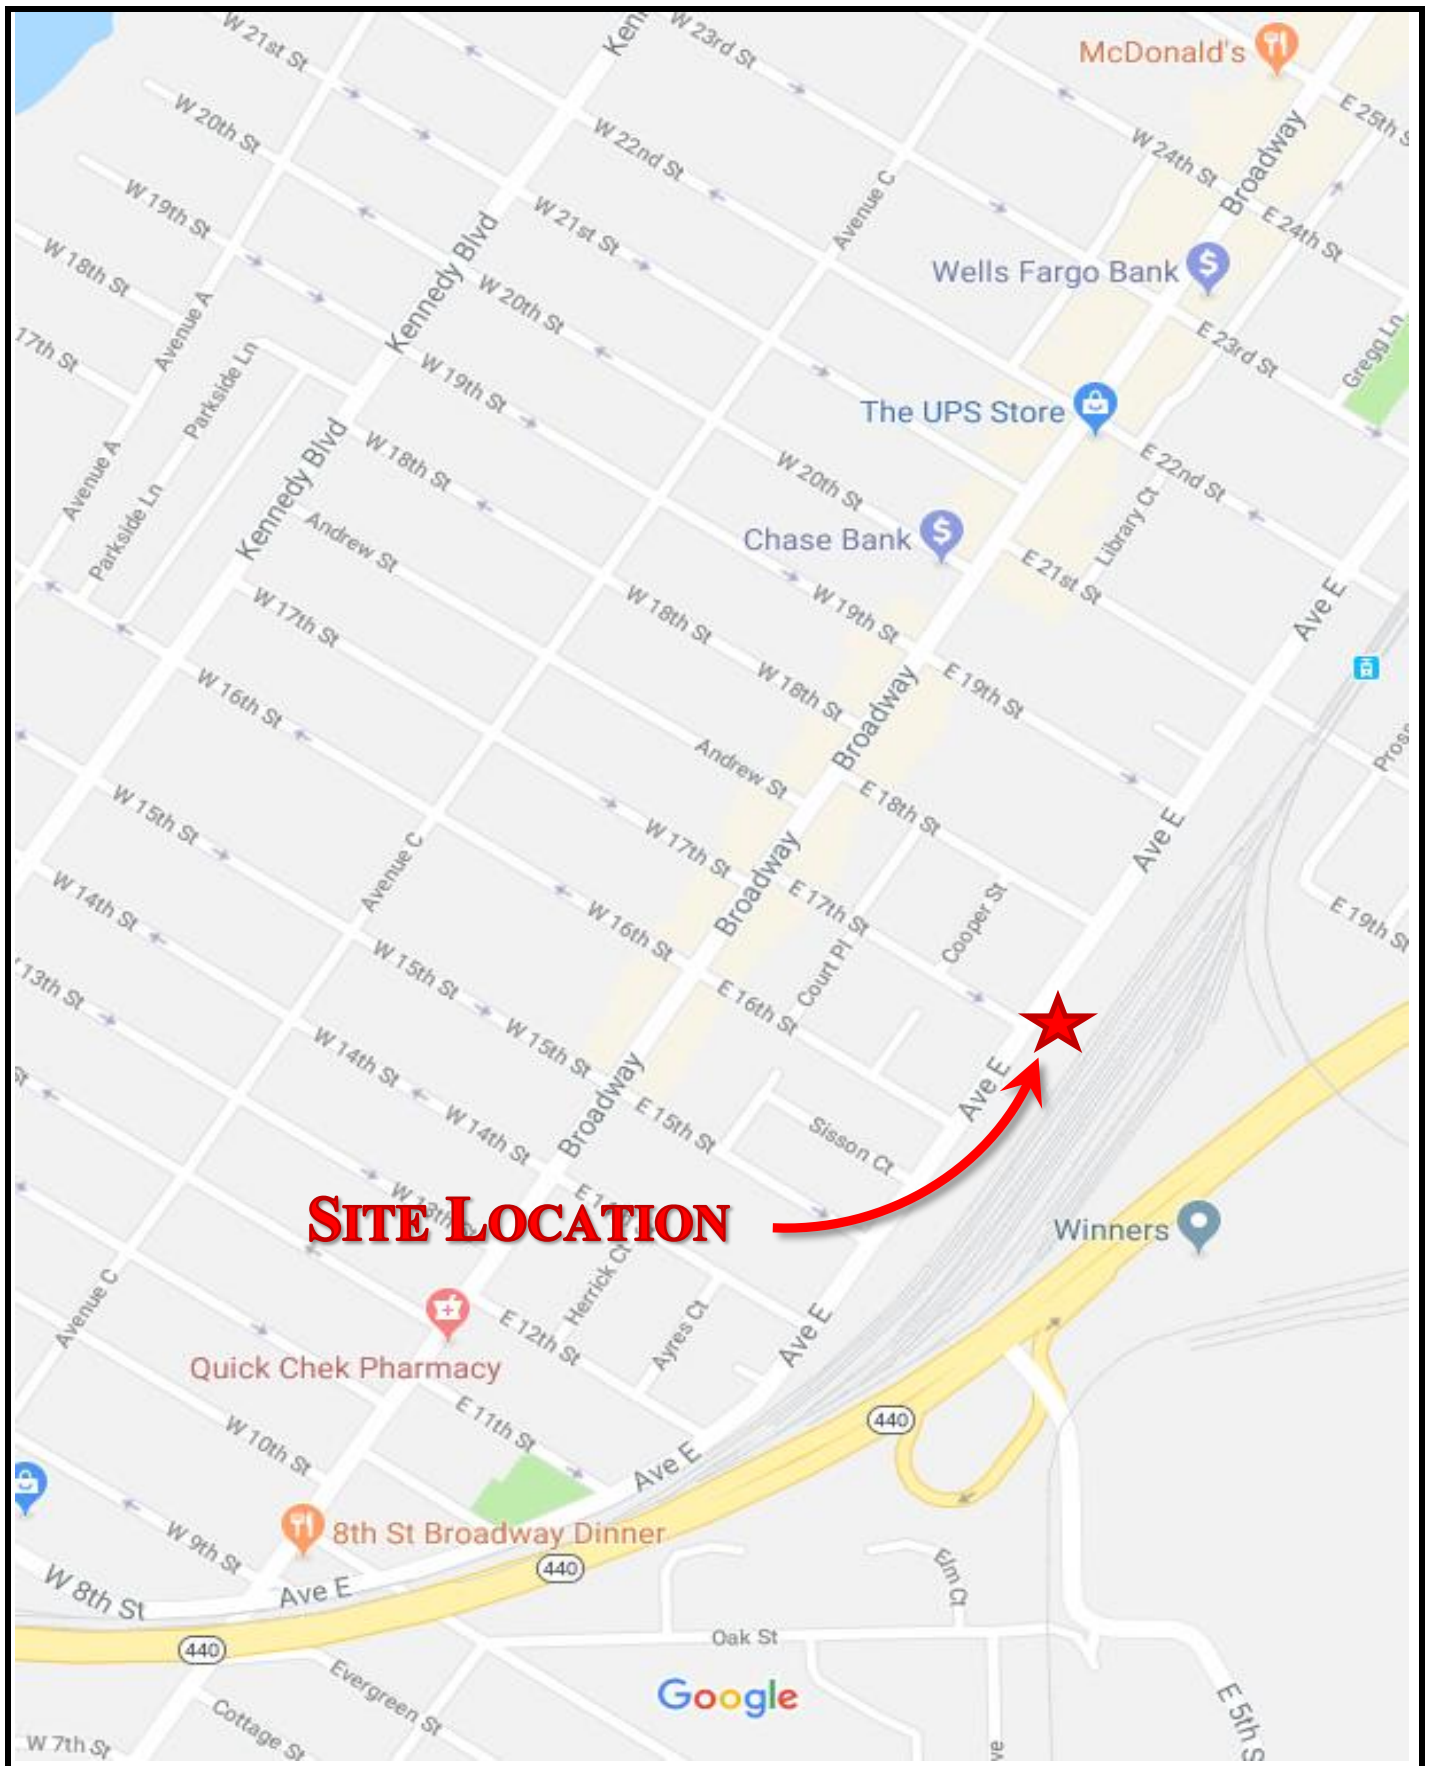 W 21st St
Ken
W 23rd St
McDonald's
E 25th S
W 20th St
W 22nd St
W 24th St
Broadway
W 19th St
Avenue C
W 21st St
E 24th St
W 18th St
Kennedy Blvd
Wells Fargo Bank
W 20th St
17th St
Avenue A
Parkside Ln
E 23rd St
Gregg Ln
W 19th St
The UPS Store
Kennedy Blvd
W 18th St
Avenue A
Parkside Ln
W 20th St
E 22nd St
Library Ct
Andrew St
Chase Bank
E 21st St
W 17th St
W 18th St
W 19th St
Ave E
W 16th St
W 18th St
E 19th St
Broadway
Andrew St
Pros
W 15th St
E 18th St
Ave E
W 17th St
Avenue C
Broadway
W 14th St
E 17th St
Cooper St
W 16th St
E 19th St
W 15th St
Court Pl
13th St
E 16th St
W 15th St
W 14th St
St
Ave E
Broadway
E 15th St
W 14th St
Sisson Ct
W 13th St
SITE LOCATION
Winners
Herrick Ct
Avenue C
E 12th St
Ayres Ct
Ave E
Quick Chek Pharmacy
E 11th St
440
W 10th St
Ave E
8th St Broadway Dinner
W 9th St
440
Elm Ct
W 8th St
Ave E
440
Oak St
Evergreen St
Google
E 5th S
Cottage St
W 7th St
ve